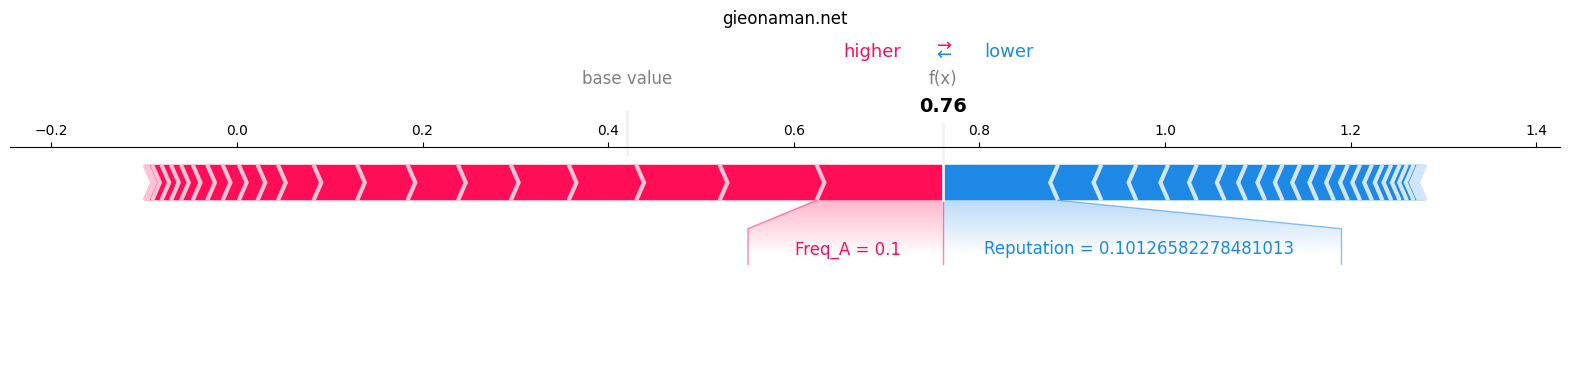 gieonaman.net
higher → ← lower
base value f(x)
0.76
−0.2 0.0 0.2 0.4 0.6 0.8 1.0 1.2 1.4
Freq_A = 0.1 Reputation = 0.10126582278481013